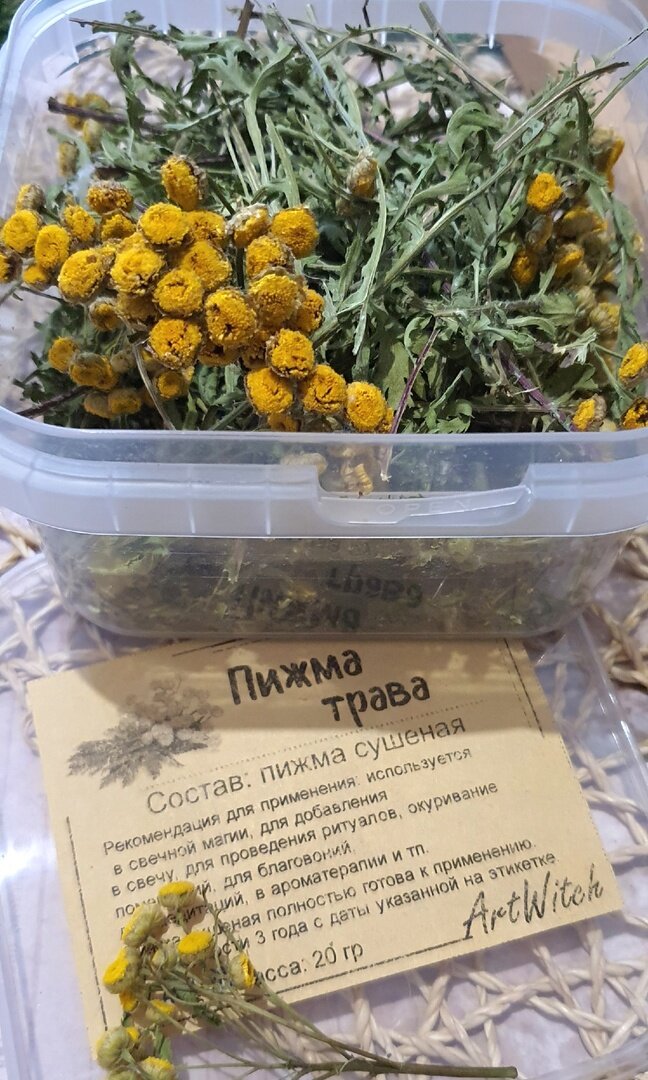 OPEN
Пижма
трава
Состав: пижма сушеная
Рекомендация для применения: используется
в свечной магии, для добавления
в свечу, для проведения ритуалов, окуривание
для благовоний,
в ароматерапии и тп.
полностью готова к применению.
3 года с даты указанной на этикетке.
ArtWitch
20 гр